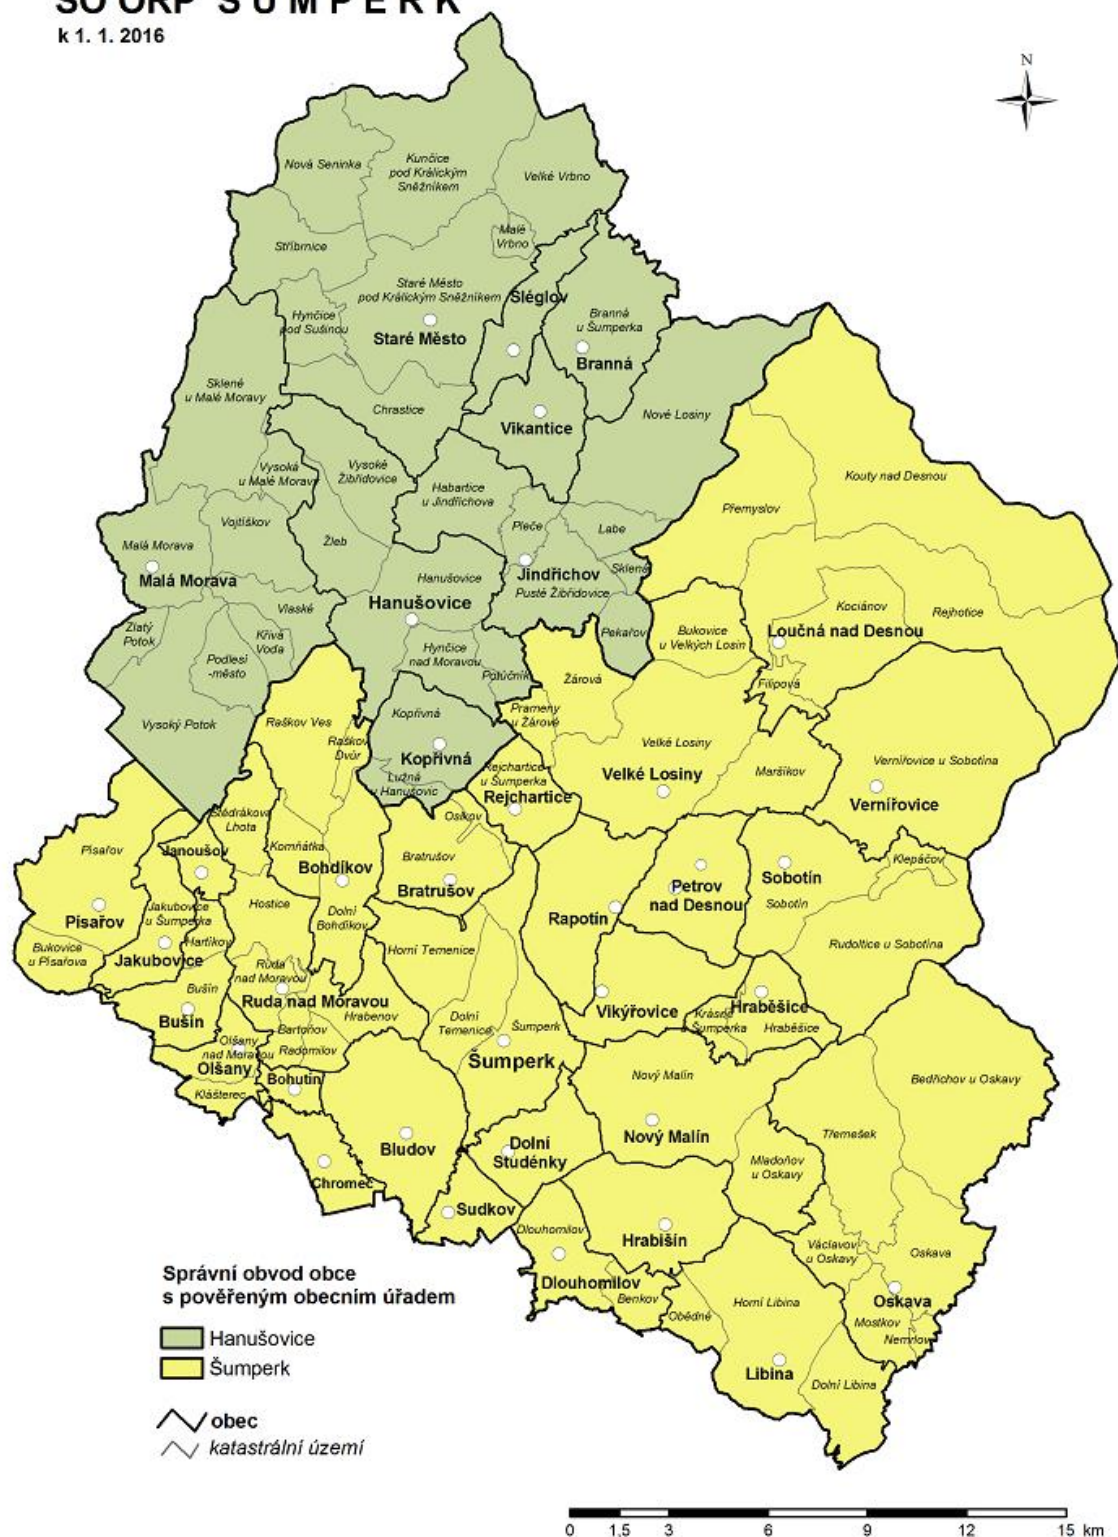 SO ORP ŠUMPERK
k 1. 1. 2016
N
Nová Seninka
Kunčice
pod Králickým
Sněžníkem
Velké Vrbno
Stříbrnice
Malé
Vrbno
Staré Město
pod Králickým Sněžníkem
Šléglov
Hynčice
pod Sušinou
Branná
u Šumperka
Staré Město
Branná
Sklené
u Malé Moravy
Chrastice
Nové Losiny
Vikantice
Vysoká
u Malé Moravy
Vysoké
Žibřidovice
Habartice
u Jindřichova
Kouty nad Desnou
Přemyslov
Vojtíškov
Pleče
Labe
Žleb
Malá Morava
Malá Morava
Hanušovice
Jindřichov
Sklené
Pusté Žibřidovice
Hanušovice
Vlaské
Kociánov
Rejhotice
Zlatý
Potok
Křivá
Voda
Pekařov
Bukovice
u Velkých Losin
Loučná nad Desnou
Podlesí
-město
Hynčice
nad Moravou
Potůčník
Žárová
Filipová
Vysoký Potok
Raškov Ves
Kopřivná
Prameny
u Žárové
Raškov
Dvůr
Velké Losiny
Kopřivná
Rejchartice
u Šumperka
Velké Losiny
Maršíkov
Vernířovice u Sobotína
Lužná
u Hanušovic
Rejchartice
Vernířovice
Štědrákova
Lhota
Osikov
Písařov
Janoušov
Komňátka
Bohdíkov
Bratrušov
Bratrušov
Klepáčov
Petrov
nad Desnou
Sobotín
Sobotín
Písařov
Jakubovice
u Šumperka
Hostice
Dolní
Bohdíkov
Rapotín
Bukovice
u Písařova
Hartíkov
Jakubovice
Horní Temenice
Rudoltice u Sobotína
Ruda
nad Moravou
Bušín
Ruda nad Moravou
Hrabenov
Bušín
Vikýřovice
Hraběšice
Krásné
u Šumperka
Hraběšice
Dolní
Temenice
Šumperk
Bartoňov
Olšany
nad Moravou
Radomilov
Šumperk
Olšany
Bohutín
Nový Malín
Bedřichov u Oskavy
Klášterec
Nový Malín
Třemešek
Bludov
Dolní
Studénky
Mladoňov
u Oskavy
Chromeč
Sudkov
Dlouhomilov
Hrabišín
Václavov
u Oskavy
Oskava
Dlouhomilov
Benkov
Oskava
Obědné
Horní Libina
Mostkov
Nemrlov
Libina
Dolní Libina
Správní obvod obce
s pověřeným obecním úřadem
Hanušovice
Šumperk
obec
katastrální území
0 1,5 3 6 9 12 15 km